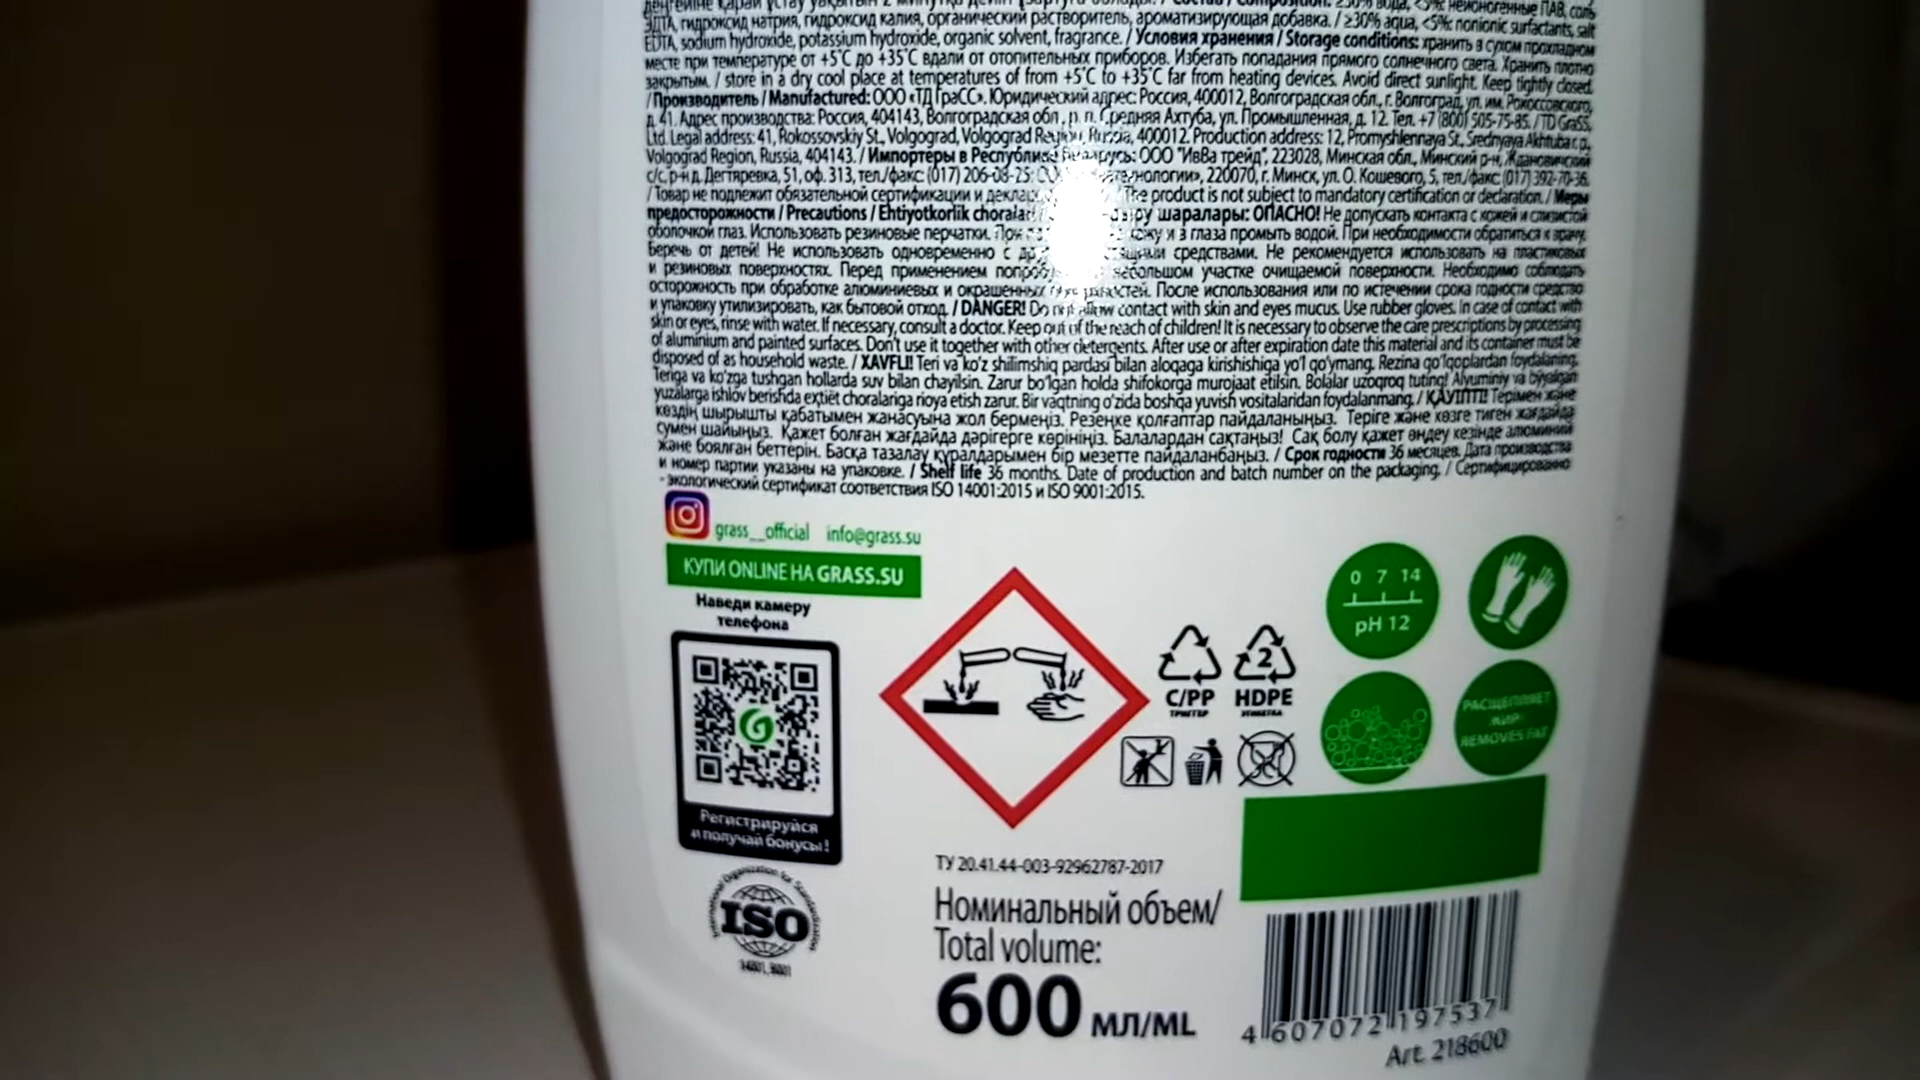 деңгейіне қарай ұстау уақытын 2 минутқа дейін Состав / Composition: ≥30% вода, <5%: неионогенные ПАВ, соль
ЭДТА, гидроксид натрия, гидроксид калия, органический растворитель, ароматизирующая добавка. / ≥30% aqua, <5%: nonionic surfactants, salt
EDTA, sodium hydroxide, potassium hydroxide, organic solvent, fragrance. / Условия хранения / Storage conditions: хранить в сухом прохладном
месте при температуре от +5˚C до +35˚C вдали от отопительных приборов. Избегать попадания прямого солнечного света. Хранить плотно
закрытым. / store in a dry cool place at temperatures of from +5˚C to +35˚C far from heating devices. Avoid direct sunlight. Keep tightly closed.
/ Производитель / Manufactured: ООО «ТД ГраСС». Юридический адрес: Россия, 400012, Волгоградская обл., г. Волгоград, ул. им. Рокоссовского,
д. 41. Адрес производства: Россия, 404143, Волгоградская обл., р. п. Средняя Ахтуба, ул. Промышленная, д. 12. Тел. +7 (800) 505-75-85. / TD GraSS,
Ltd. Legal address: 41, Rokossovskiy St., Volgograd, Volgograd Region, Russia, 400012. Production address: 12, Promyshlennaya St., Srednyaya Akhtuba r. p.,
Volgograd Region, Russia, 404143. / Импортеры в Республике Беларусь: ООО "ИвВа трейд", 223028, Минская обл., Минский р-н, Ждановичский
с/с, р-н д. Дегтяревка, 51, оф. 313, тел./факс: (017) 206-08-25; 220070, г. Минск, ул. О. Кошевого, 5, тел./факс: (017) 392-70-36.
/ Товар не подлежит обязательной сертификации и The product is not subject to mandatory certification or declaration. / Меры
предосторожности / Precautions / Ehtiyotkorlik choralari шаралары: ОПАСНО! Не допускать контакта с кожей и слизистой
оболочкой глаз. Использовать резиновые перчатки. При кожу и в глаза промыть водой. При необходимости обратиться к врачу.
Беречь от детей! Не использовать одновременно с средствами. Не рекомендуется использовать на пластиковых
и резиновых поверхностях. Перед применением небольшом участке очищаемой поверхности. Необходимо соблюдать
осторожность при обработке алюминиевых и окрашенных поверхностей. После использования или по истечении срока годности средство
и упаковку утилизировать, как бытовой отход. / DANGER! Do not allow contact with skin and eyes mucus. Use rubber gloves. In case of contact with
skin or eyes, rinse with water. If necessary, consult a doctor. Keep out of the reach of children! It is necessary to observe the care prescriptions by processing
of aluminium and painted surfaces. Don't use it together with other detergents. After use or after expiration date this material and its container must be
disposed of as household waste. / XAVFLI! Teri va ko'z shilimshiq pardasi bilan aloqaga kirishishiga yo'l qo'ymang. Rezina qo'lqoplardan foydalaning.
Teriga va ko'zga tushgan hollarda suv bilan chayilsin. Zarur bo'lgan holda shifokorga murojaat etilsin. Bolalar uzoqroq tuting! Alyuminiy va bo'yalgan
yuzalarga ishlov berishda extiёt choralariga rioya etish zarur. Bir vaqtning o'zida boshqa yuvish vositalaridan foydalanmang. / ҚАУІПТІ! Терімен және
көздің шырышты қабатымен жанасуына жол бермеңіз. Резеңке қолғаптар пайдаланыңыз. Теріге және көзге тиген жағдайда
сумен шайыңыз. Қажет болған жағдайда дәрігерге көрініңіз. Балалардан сақтаңыз! Сақ болу қажет өңдеу кезінде алюминий
және боялған беттерін. Басқа тазалау құралдарымен бір мезетте пайдаланбаңыз. / Срок годности 36 месяцев. Дата производства
и номер партии указаны на упаковке. / Shelf life 36 months. Date of production and batch number on the packaging. / Сертифицированно
- экологический сертификат соответствия ISO 14001:2015 и ISO 9001:2015.
grass__official info@grass.su
КУПИ ONLINE НА GRASS.SU
Наведи камеру
телефона
Регистрируйся
и получай бонусы!
International Organization for Standardization
ISO
14001, 9001
C/PP
ТРИГГЕР
2
HDPE
ЭТИКЕТКА
0 7 14
pH 12
РАСЩЕПЛЯЕТ
ЖИР
REMOVES FAT
ТУ 20.41.44-003-92962787-2017
Номинальный объем/
Total volume:
600 МЛ/ML
4 607072 197537
Art. 218600